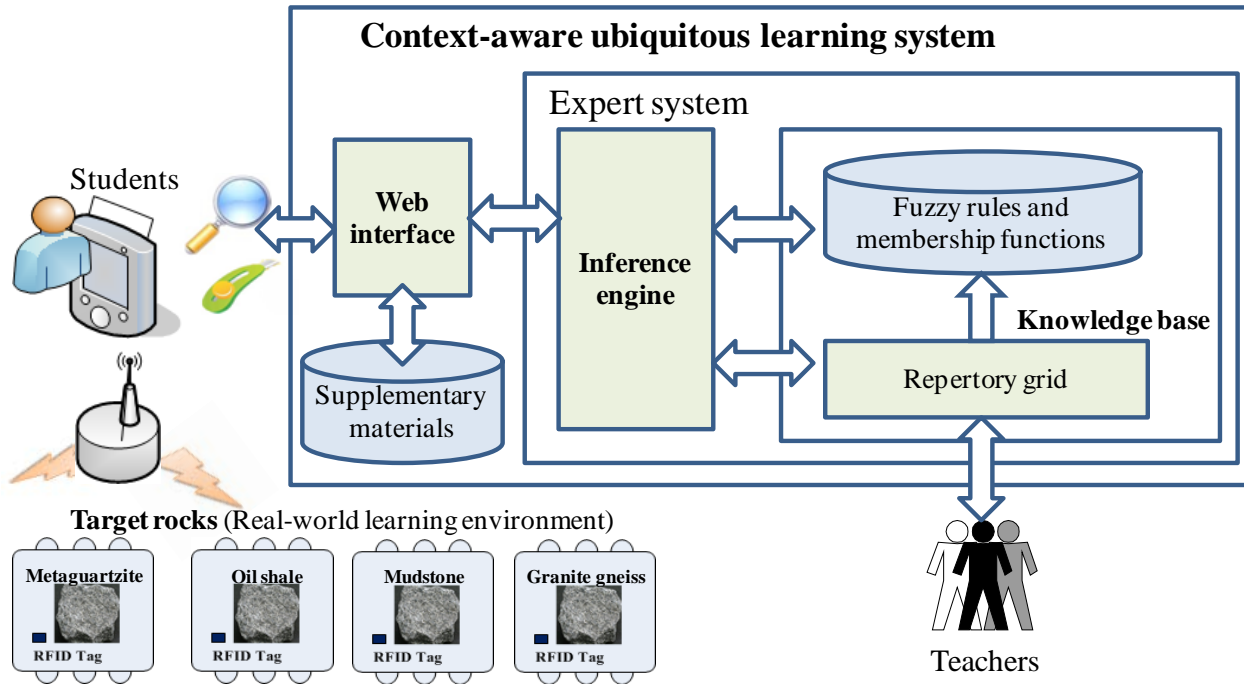 Context-aware ubiquitous learning system
Expert system
Students
Web
interface
Inference
engine
Fuzzy rules and
membership functions
Knowledge base
Repertory grid
Supplementary
materials
Target rocks (Real-world learning environment)
Metaguartzite
RFID Tag
Oil shale
RFID Tag
Mudstone
RFID Tag
Granite gneiss
RFID Tag
Teachers